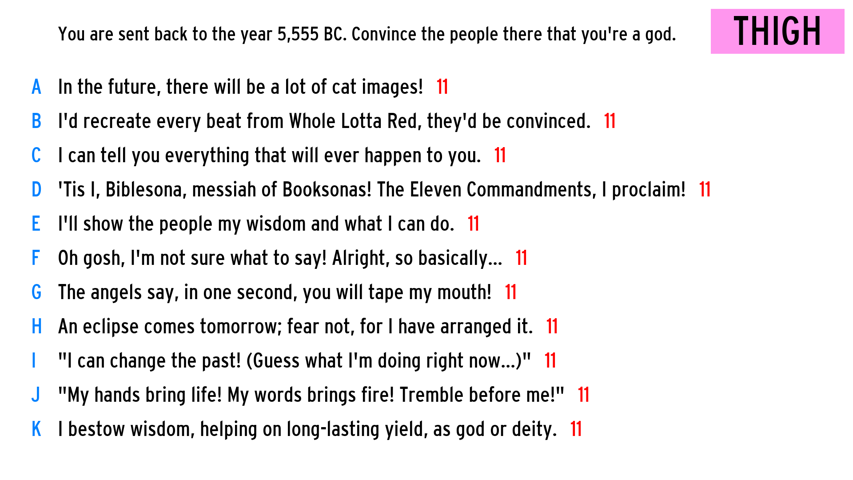 You are sent back to the year 5,555 BC. Convince the people there that you're a god.
THIGH
A In the future, there will be a lot of cat images! 11
B I'd recreate every beat from Whole Lotta Red, they'd be convinced. 11
C I can tell you everything that will ever happen to you. 11
D 'Tis I, Biblesona, messiah of Booksonas! The Eleven Commandments, I proclaim! 11
E I'll show the people my wisdom and what I can do. 11
F Oh gosh, I'm not sure what to say! Alright, so basically... 11
G The angels say, in one second, you will tape my mouth! 11
H An eclipse comes tomorrow; fear not, for I have arranged it. 11
I "I can change the past! (Guess what I'm doing right now...)" 11
J "My hands bring life! My words brings fire! Tremble before me!" 11
K I bestow wisdom, helping on long-lasting yield, as god or deity. 11